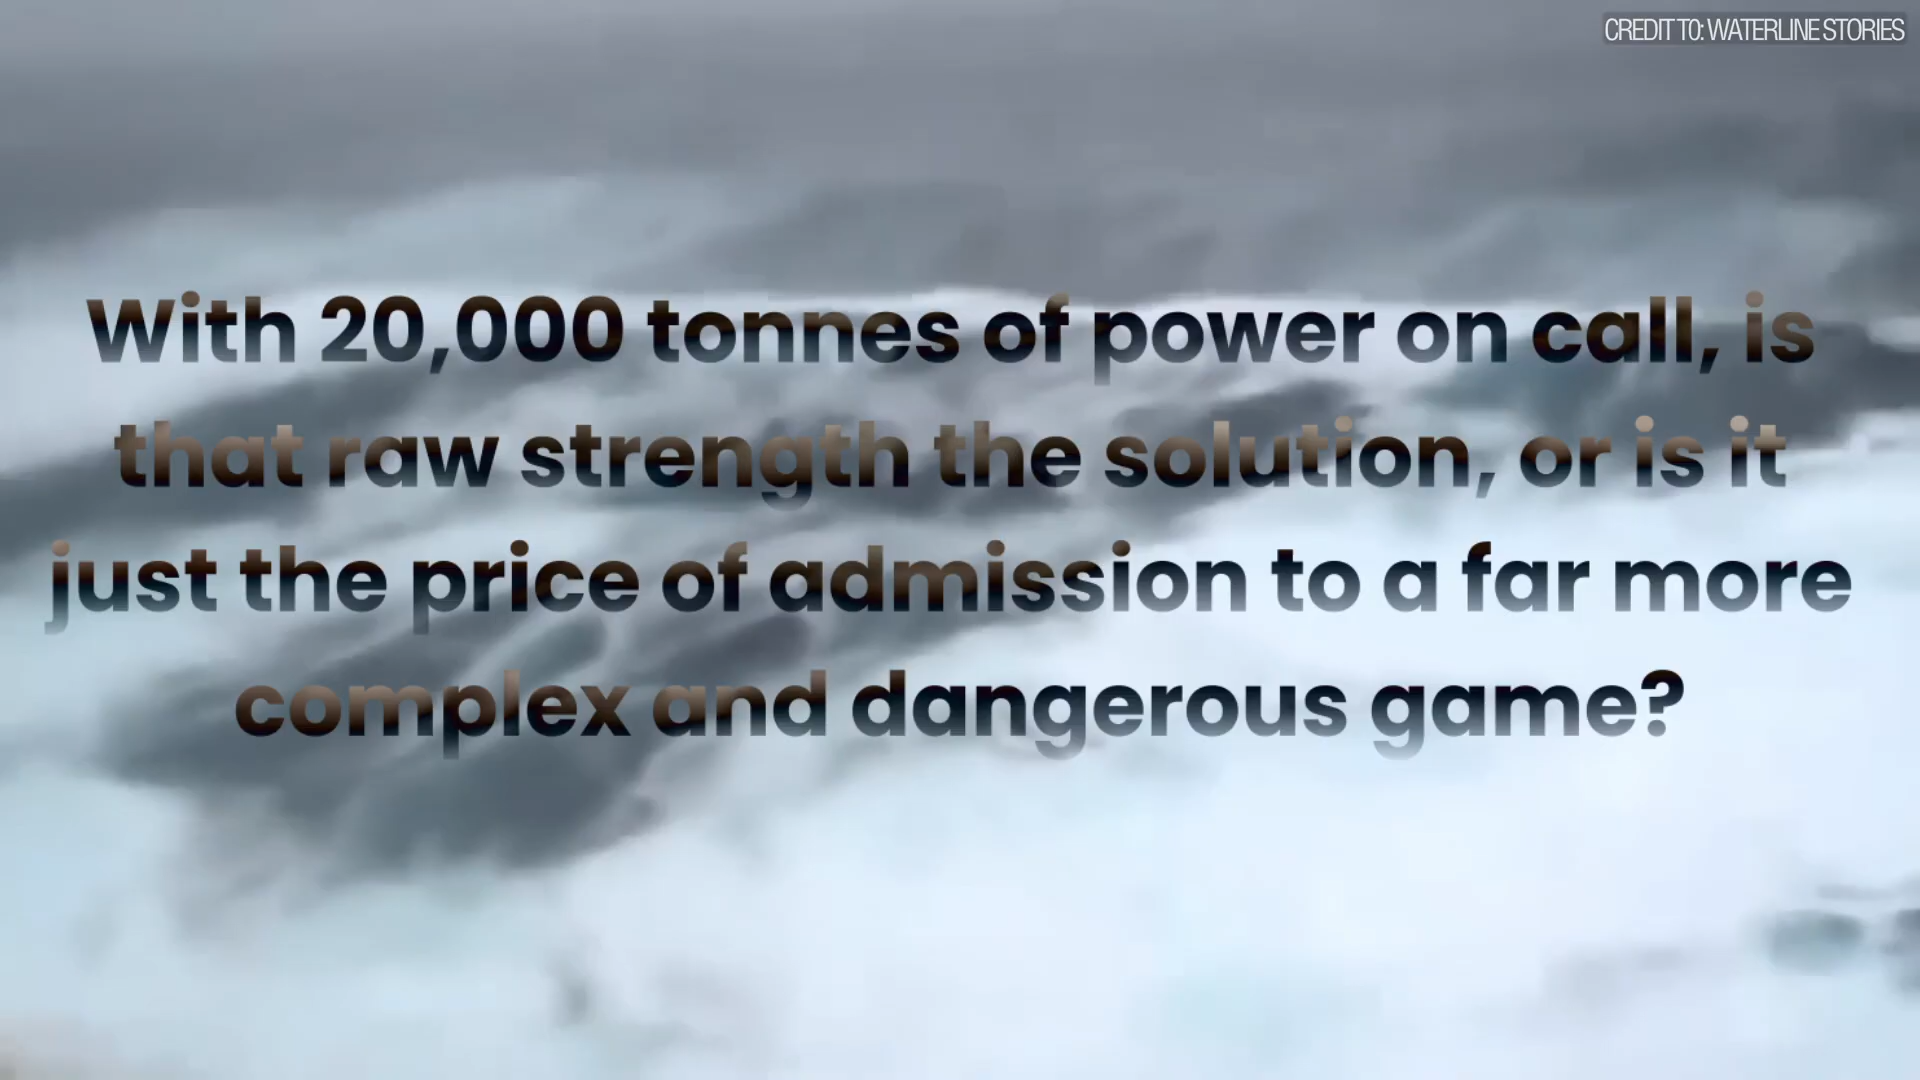 CREDIT TO: WATERLINE STORIES
With 20,000 tonnes of power on call, is
that raw strength the solution, or is it
just the price of admission to a far more
complex and dangerous game?